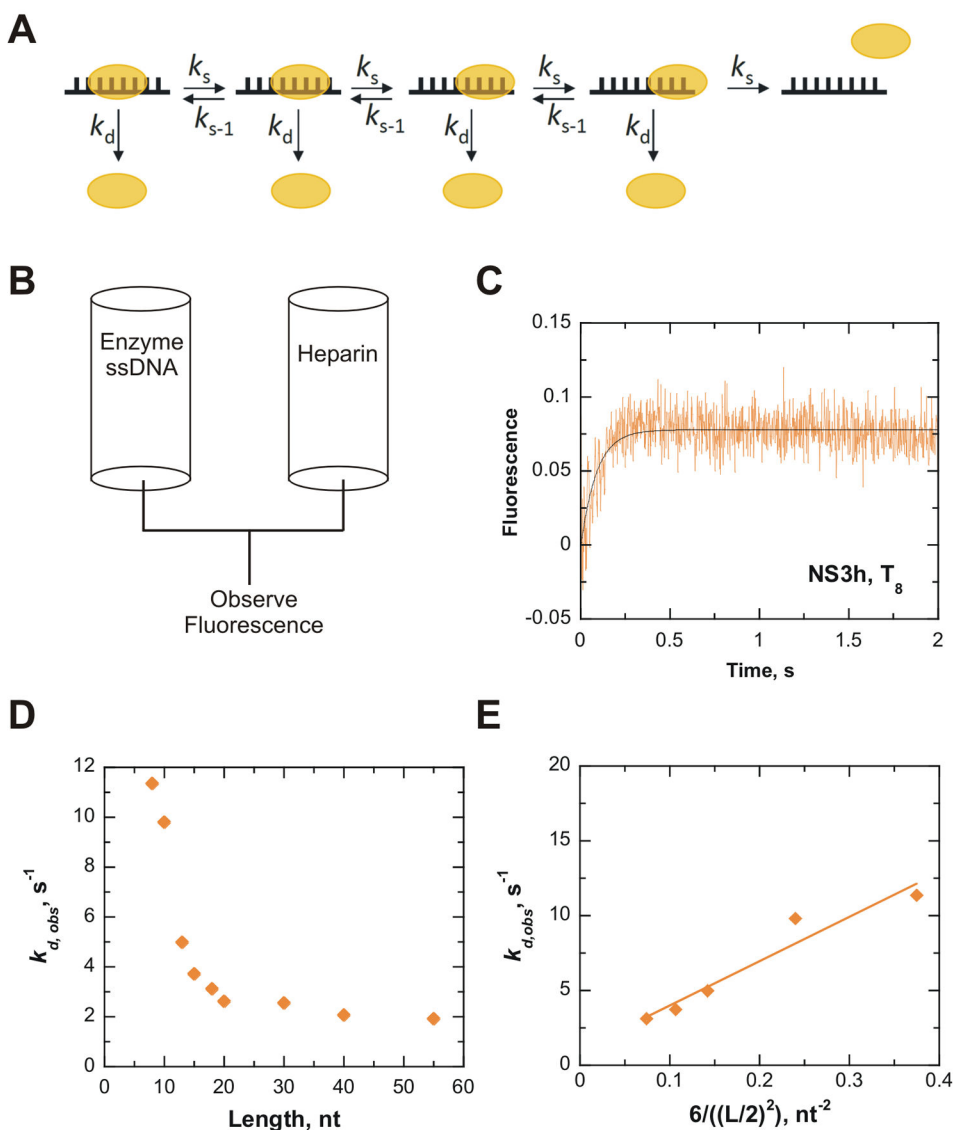 A
k_s k_s k_s k_s
k_s-1 k_s-1 k_s-1
k_d k_d k_d k_d
B
Enzyme
ssDNA
Heparin
Observe
Fluorescence
C
0.15
0.1
0.05
0
-0.05
Fluorescence
NS3h, T_8
0 0.5 1 1.5 2
Time, s
D
12
10
8
6
4
2
0
k_d,obs, s^-1
0 10 20 30 40 50 60
Length, nt
E
20
15
10
5
0
k_d,obs, s^-1
0 0.1 0.2 0.3 0.4
6/((L/2)^2), nt^-2